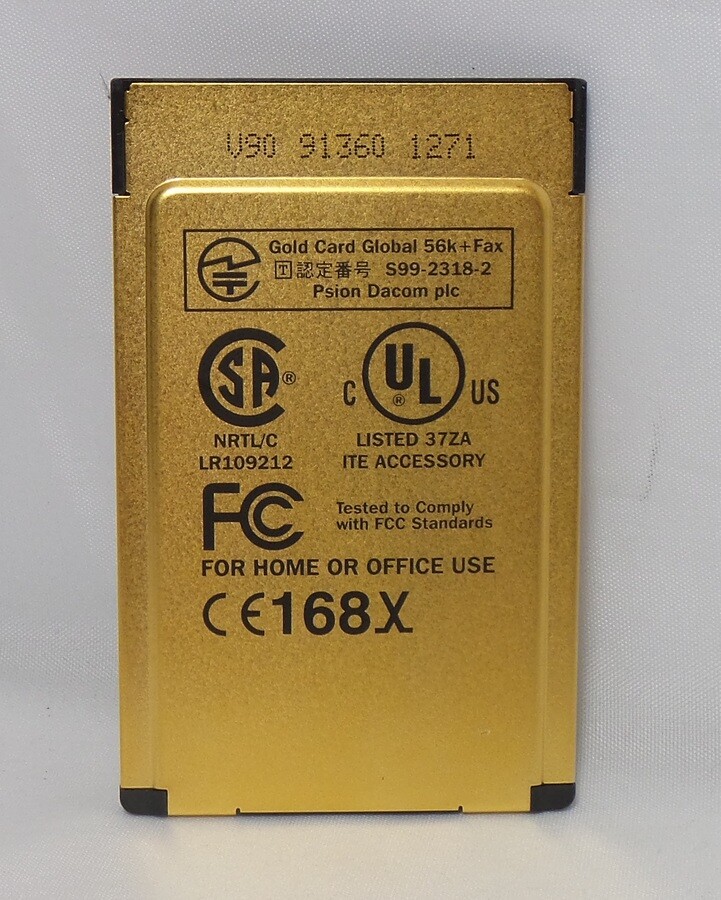 V90 91360 1271
Gold Card Global 56k+Fax
T 認定番号 S99-2318-2
Psion Dacom plc
SA ®
C UL ® US
NRTL/C
LR109212
LISTED 37ZA
ITE ACCESSORY
FC
Tested to Comply
with FCC Standards
FOR HOME OR OFFICE USE
CE168X